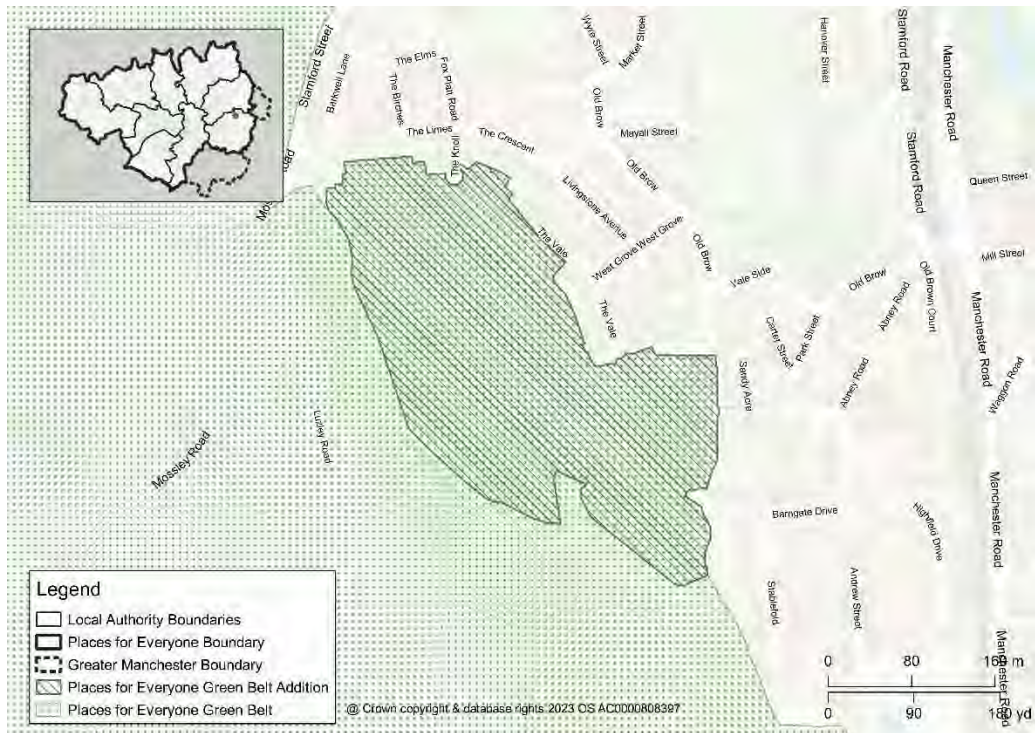 Stamford Street
Batkwell Lane
The Elms
The Birches
Fox Platt Road
The Limes
The Knoll
The Crescent
Wyre Street
Market Street
Old Brow
Mayall Street
Old Brow
Hanover Street
Stamford Road
Manchester Road
Stamford Road
Queen Street
Livingstone Avenue
West Grove
West Grove
The Vale
Old Brow
Vale Side
Mill Street
Old Brow
Abney Road
Old Brown Court
The Vale
Carter Street
Park Street
Manchester Road
Sandy Acre
Abney Road
Waggon Road
Luzley Road
Mossley Road
Barngate Drive
Highfield Drive
Manchester Road
Stablefold
Andrew Street
Manchester Road
Legend
Local Authority Boundaries
Places for Everyone Boundary
Greater Manchester Boundary
Places for Everyone Green Belt Addition
Places for Everyone Green Belt
@ Crown copyright & database rights 2023 OS AC0000808397
0 80 160 m
0 90 180 yd